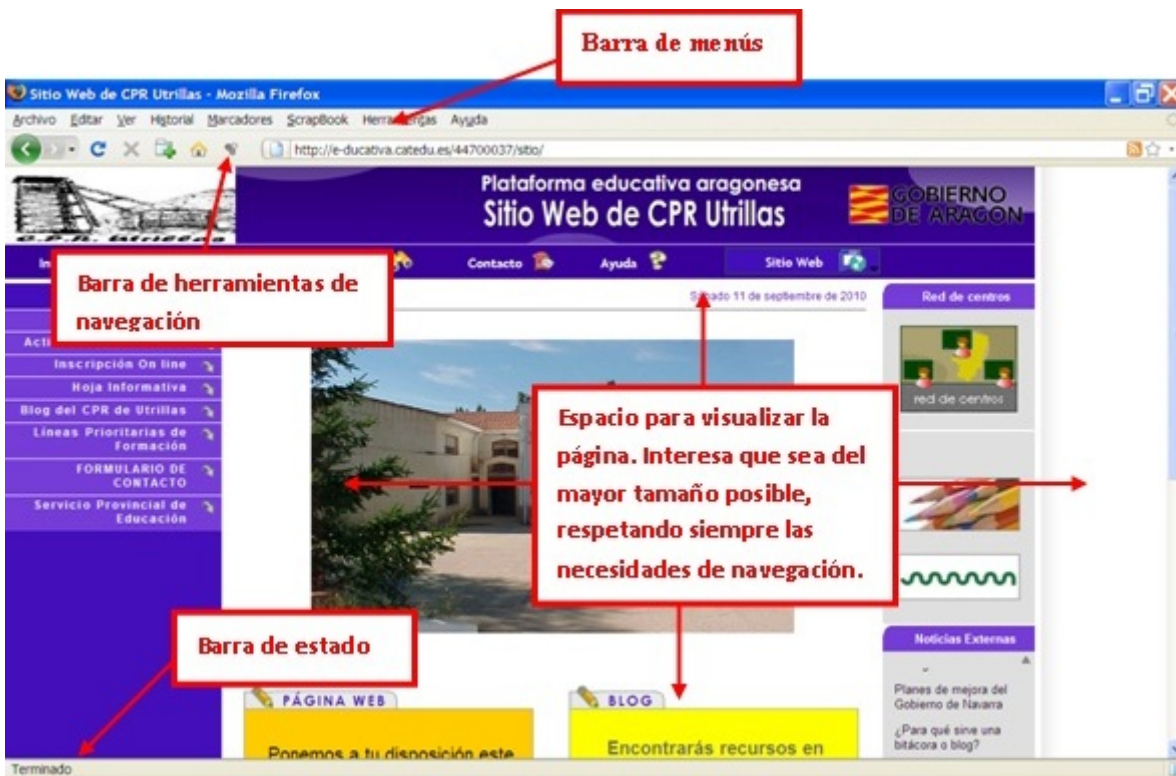 Barra de menús
Sitio Web de CPR Utrillas - Mozilla Firefox
Archivo Editar Ver Historial Marcadores ScrapBook Herramientas Ayuda
http://e-ducativa.catedu.es/44700037/sitio/
Plataforma educativa aragonesa
Sitio Web de CPR Utrillas
GOBIERNO
DE ARAGON
C.P.R. Utrillas
Contacto Ayuda Sitio Web
Barra de herramientas de
navegación
Sábado 11 de septiembre de 2010
Red de centros
Inscripción On line
Hoja Informativa
Blog del CPR de Utrillas
Líneas Prioritarias de
Formación
FORMULARIO DE
CONTACTO
Servicio Provincial de
Educación
red de centros
Espacio para visualizar la
página. Interesa que sea del
mayor tamaño posible,
respetando siempre las
necesidades de navegación.
Barra de estado
Noticias Externas
Planes de mejora del
Gobierno de Navarra
¿Para qué sirve una
bitácora o blog?
PÁGINA WEB
Ponemos a tu disposición este
BLOG
Encontrarás recursos en
Terminado